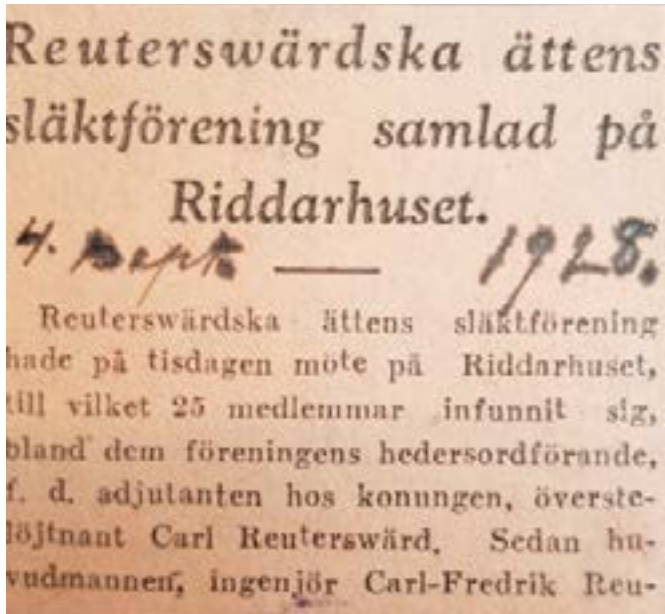 Reuterswärdska ättens
släktförening samlad på
Riddarhuset.
4. Sept. 1928.
Reuterswärdska ättens släktförening
hade på tisdagen möte på Riddarhuset,
till vilket 25 medlemmar infunnit sig,
bland dem föreningens hedersordförande,
f. d. adjutanten hos konungen, överste-
löjtnant Carl Reuterswärd. Sedan hu-
vudmannen, ingenjör Carl-Fredrik Reu-